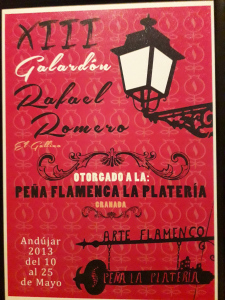 XIII
Galardón
Rafael
Romero
El Gallina
OTORGADO A LA:
PEÑA FLAMENCA LA PLATERÍA
GRANADA
Andújar
2013
del 10
al 25
de Mayo
ARTE FLAMENCO
PEÑA LA PLATERIA